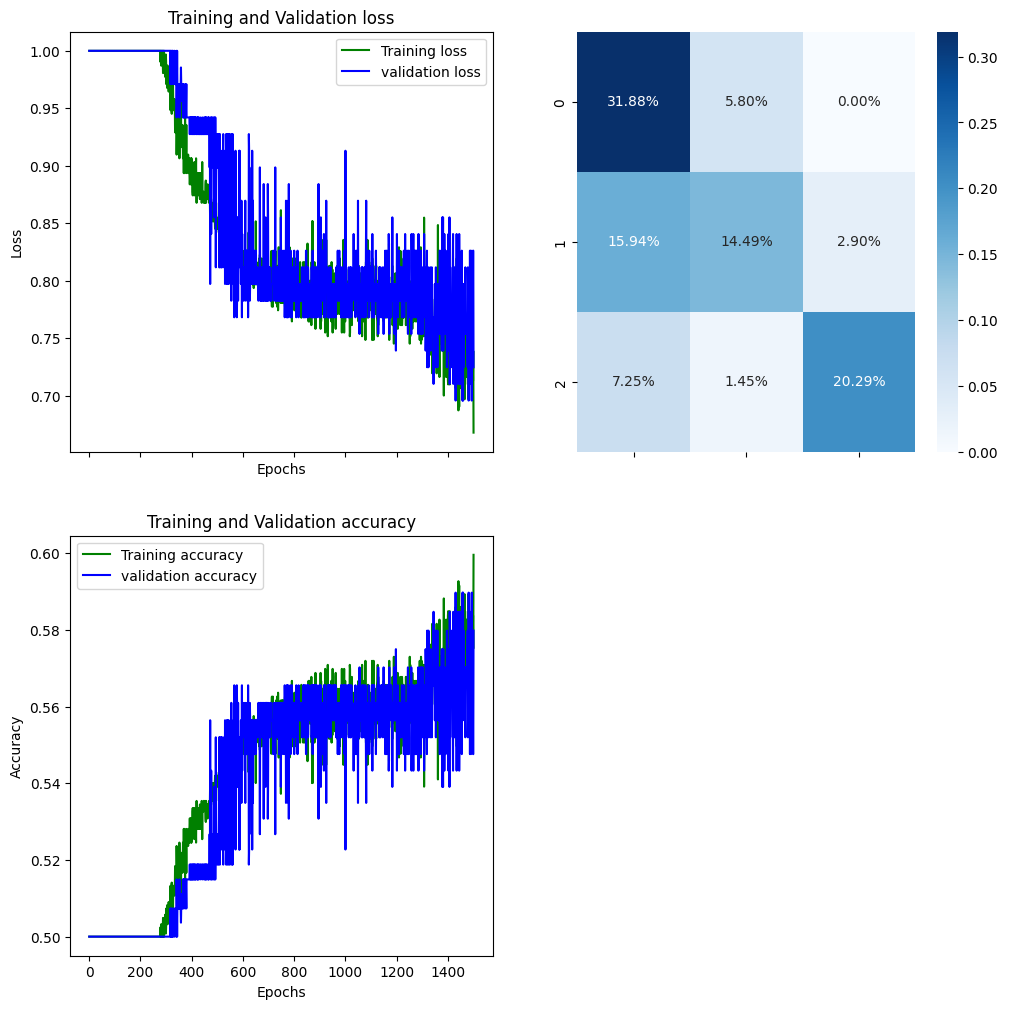 Training and Validation loss
1.00
0.95
0.90
0.85
0.80
0.75
0.70
Loss
Training loss
validation loss
Epochs
0
1
2
31.88% 5.80% 0.00%
15.94% 14.49% 2.90%
7.25% 1.45% 20.29%
0.30
0.25
0.20
0.15
0.10
0.05
0.00
Training and Validation accuracy
0.60
0.58
0.56
0.54
0.52
0.50
Accuracy
Training accuracy
validation accuracy
0 200 400 600 800 1000 1200 1400
Epochs